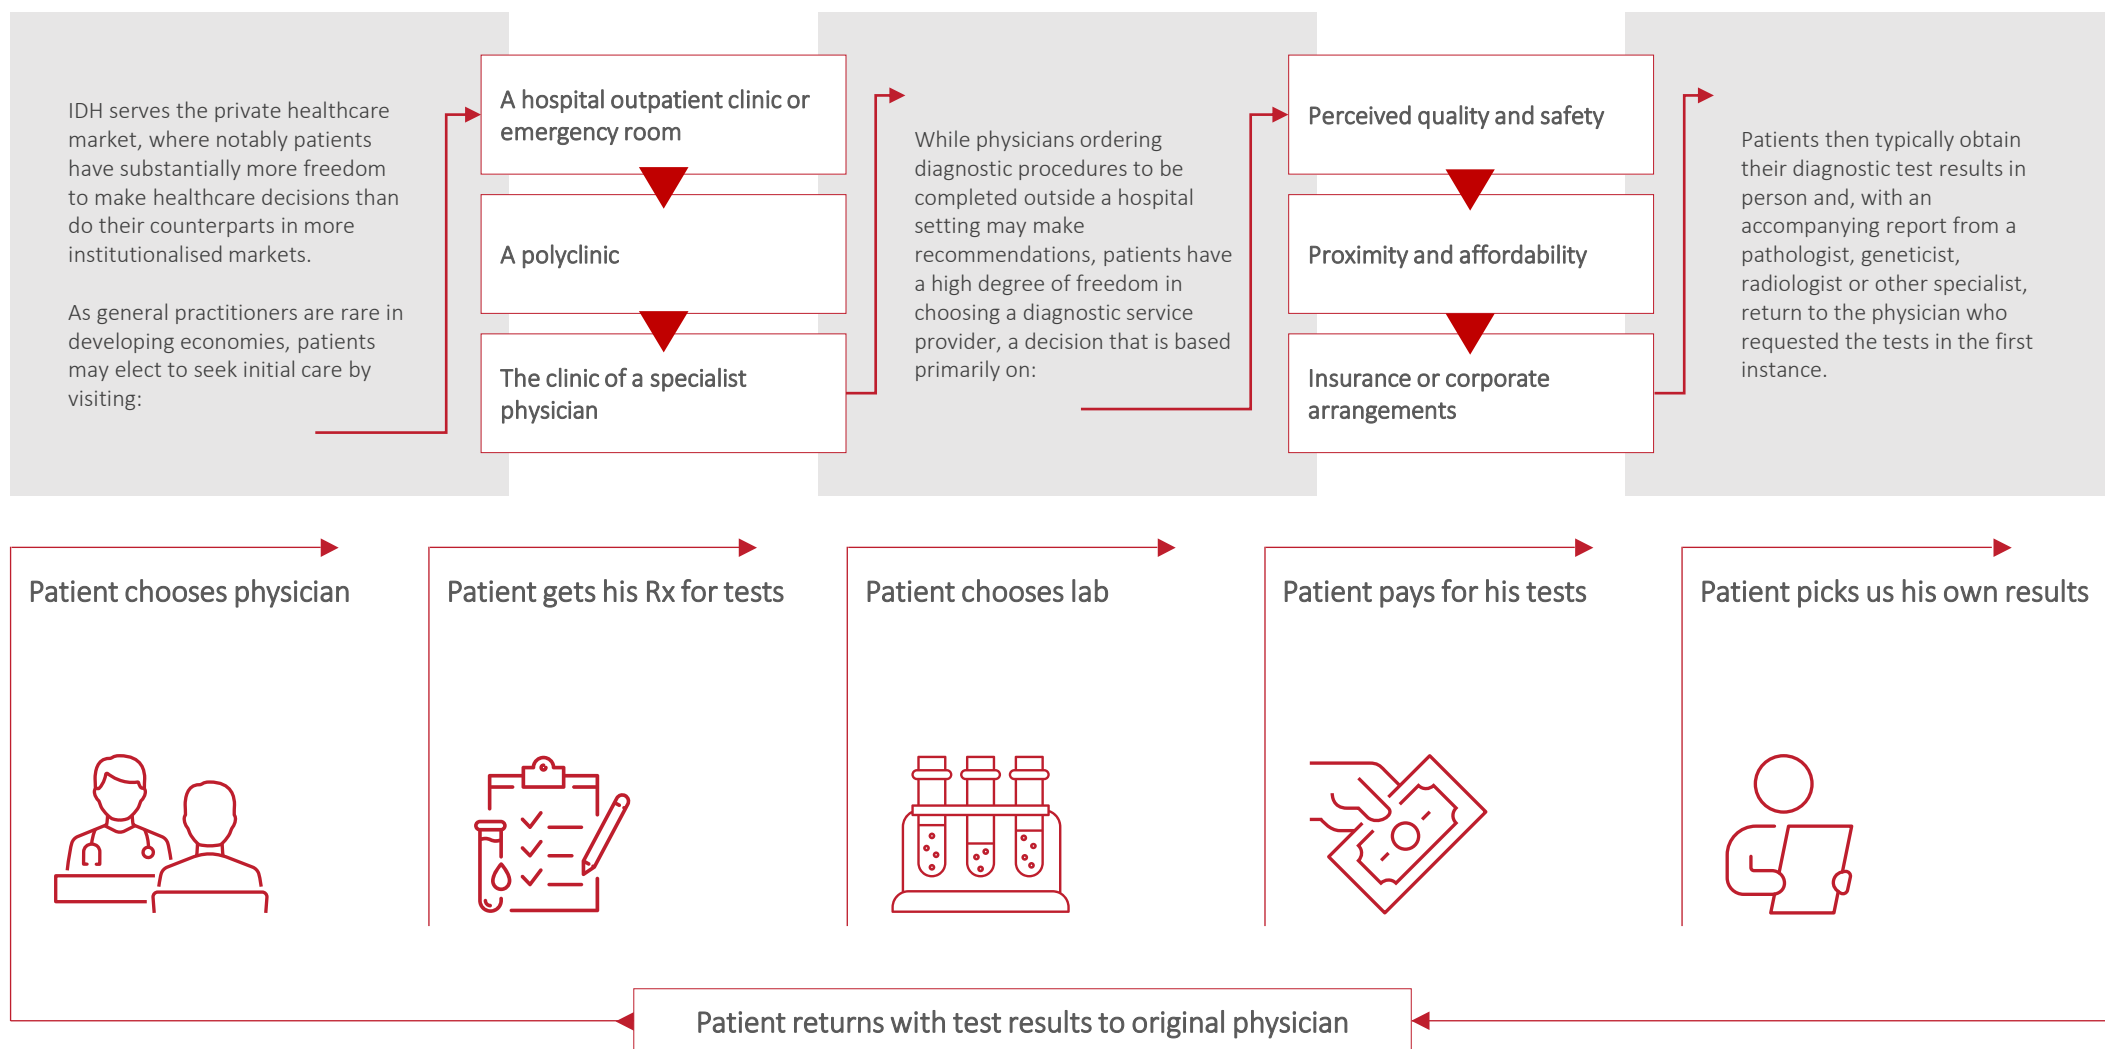 IDH serves the private healthcare
market, where notably patients
have substantially more freedom
to make healthcare decisions than
do their counterparts in more
institutionalised markets.
As general practitioners are rare in
developing economies, patients
may elect to seek initial care by
visiting:
A hospital outpatient clinic or
emergency room
A polyclinic
The clinic of a specialist
physician
While physicians ordering
diagnostic procedures to be
completed outside a hospital
setting may make
recommendations, patients have
a high degree of freedom in
choosing a diagnostic service
provider, a decision that is based
primarily on:
Perceived quality and safety
Proximity and affordability
Insurance or corporate
arrangements
Patients then typically obtain
their diagnostic test results in
person and, with an
accompanying report from a
pathologist, geneticist,
radiologist or other specialist,
return to the physician who
requested the tests in the first
instance.
Patient chooses physician
Patient gets his Rx for tests
Patient chooses lab
Patient pays for his tests
Patient picks us his own results
Patient returns with test results to original physician